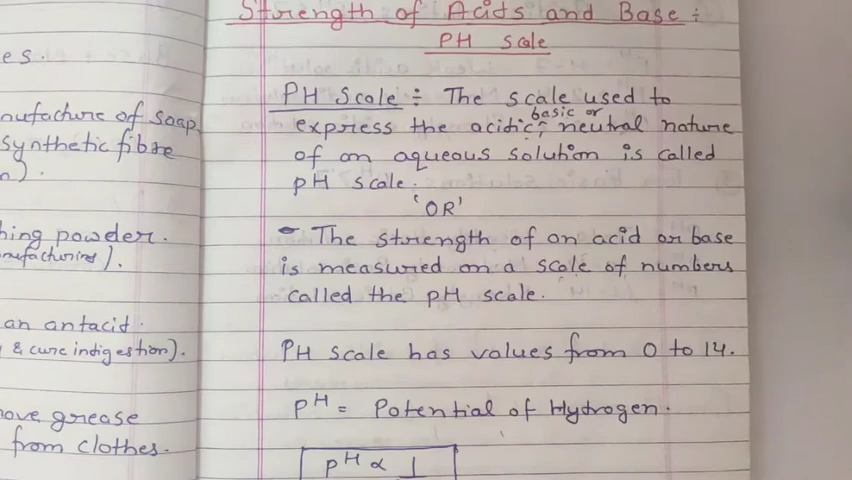 es.
nufacture of soap
synthetic fibre
n).
hing powder.
nufacturing).
an antacid.
& cure indigestion).
ove grease
from clothes.
Strength of Acids and Base :
PH Scale
PH Scale : The scale used to
express the acidic, basic or neutral nature
of an aqueous solution is called
pH scale.
'OR'
- The strength of an acid or base
is measured on a scale of numbers
called the pH scale.
PH scale has values from 0 to 14.
PH = Potential of Hydrogen.
PH ∝ 1